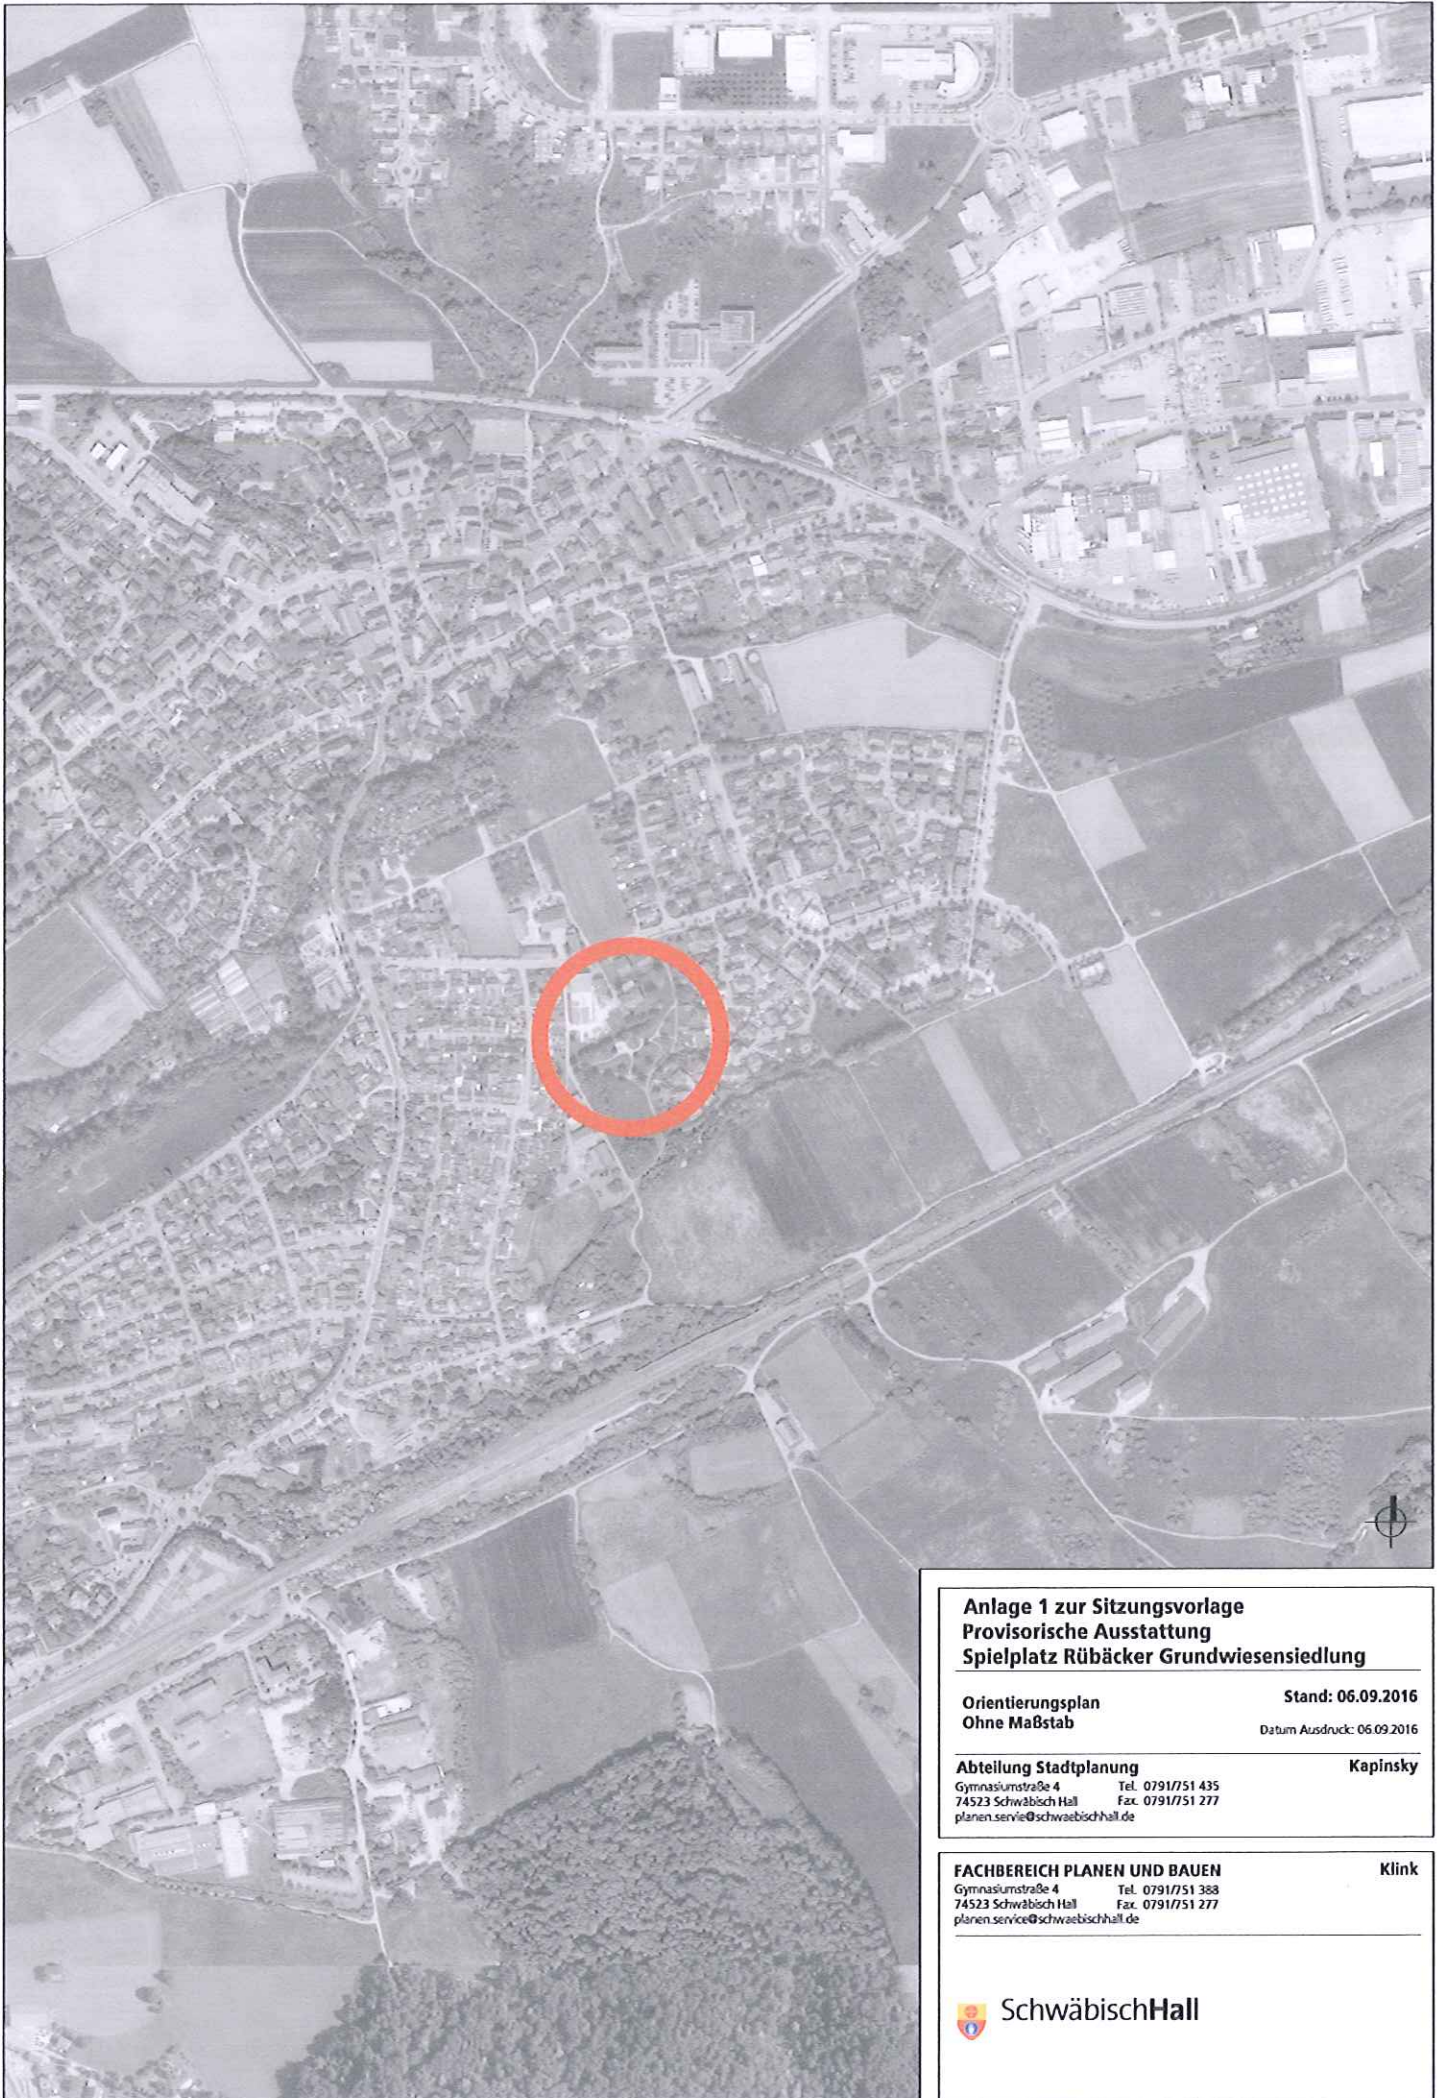 Anlage 1 zur Sitzungsvorlage
Provisorische Ausstattung
Spielplatz Rübäcker Grundwiesensiedlung
Orientierungsplan Stand: 06.09.2016
Ohne Maßstab Datum Ausdruck: 06.09.2016
Abteilung Stadtplanung Kapinsky
Gymnasiumstraße 4 Tel. 0791/751 435
74523 Schwäbisch Hall Fax. 0791/751 277
planen.servie@schwaebischhall.de
FACHBEREICH PLANEN UND BAUEN Klink
Gymnasiumstraße 4 Tel. 0791/751 388
74523 Schwäbisch Hall Fax. 0791/751 277
planen.service@schwaebischhall.de
SchwäbischHall